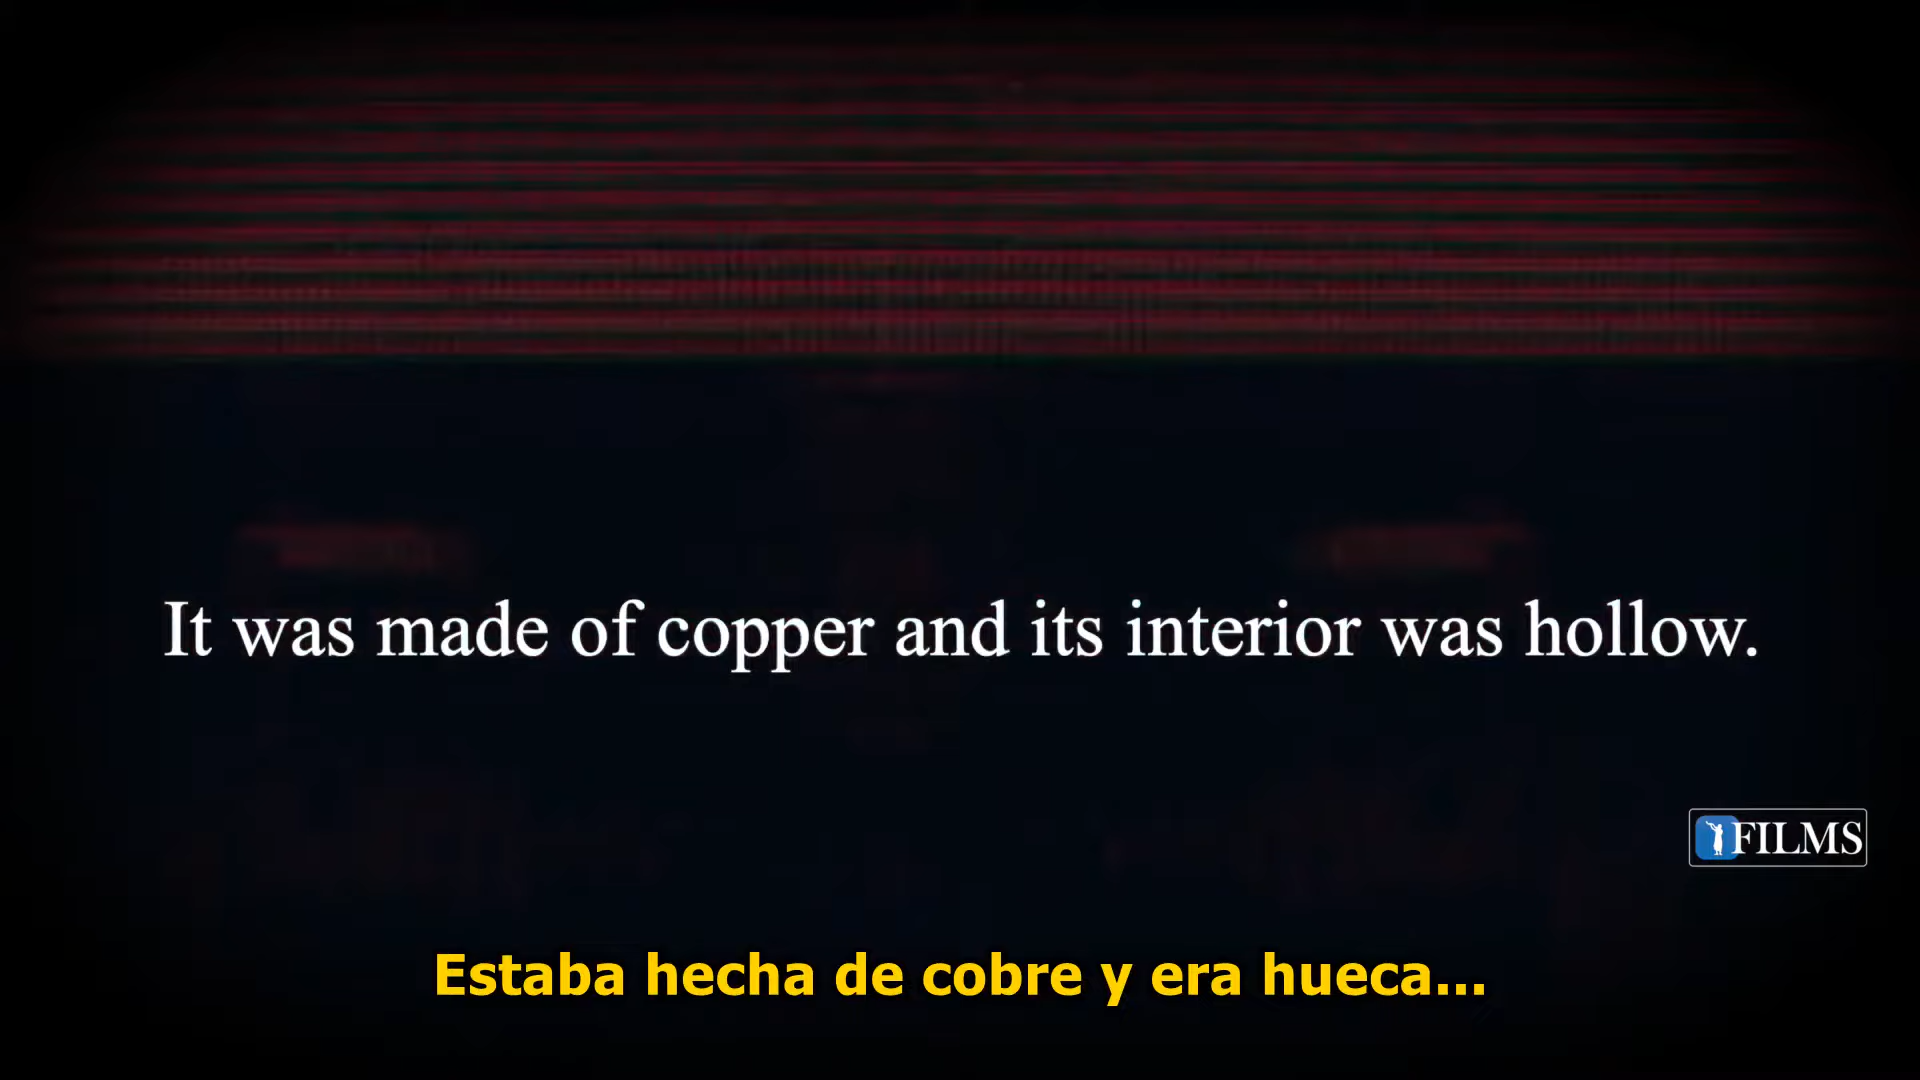 It was made of copper and its interior was hollow.
FILMS
Estaba hecha de cobre y era hueca...